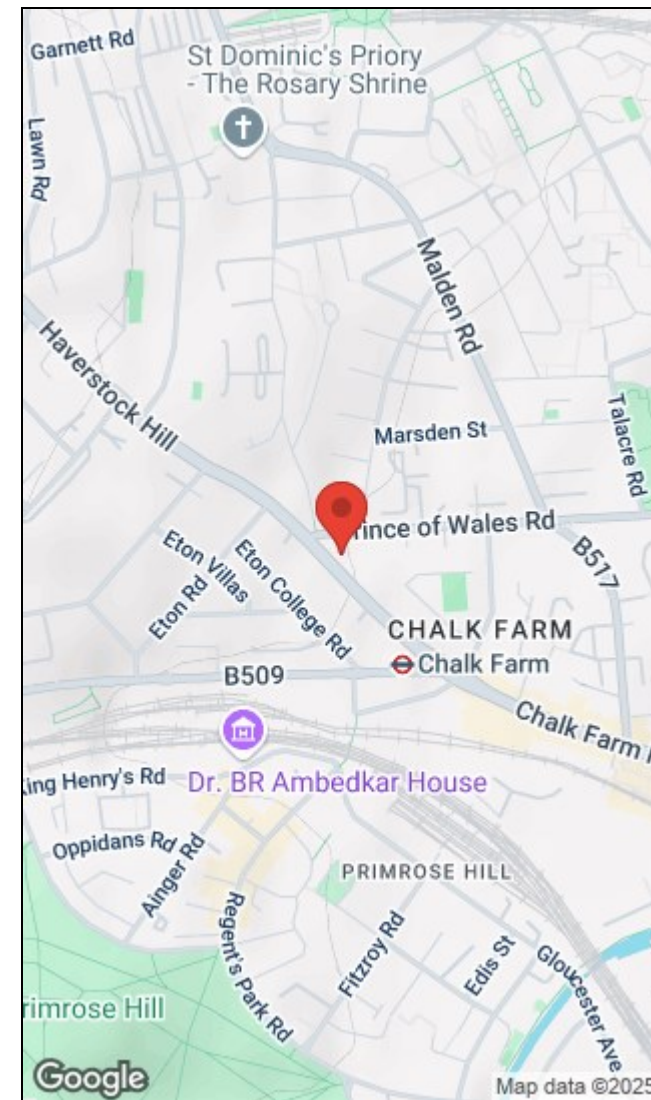 Garnett Rd
St Dominic's Priory
- The Rosary Shrine
Lawn Rd
Malden Rd
Haverstock Hill
Marsden St
Talacre Rd
rince of Wales Rd
Eton Villas
Eton College Rd
Eton Rd
B517
CHALK FARM
Chalk Farm
B509
Chalk Farm
Dr. BR Ambedkar House
King Henry's Rd
Oppidans Rd
Ainger Rd
PRIMROSE HILL
Regent's Park Rd
Fitzroy Rd
Edis St
Gloucester Ave
rimrose Hill
Google
Map data ©2025